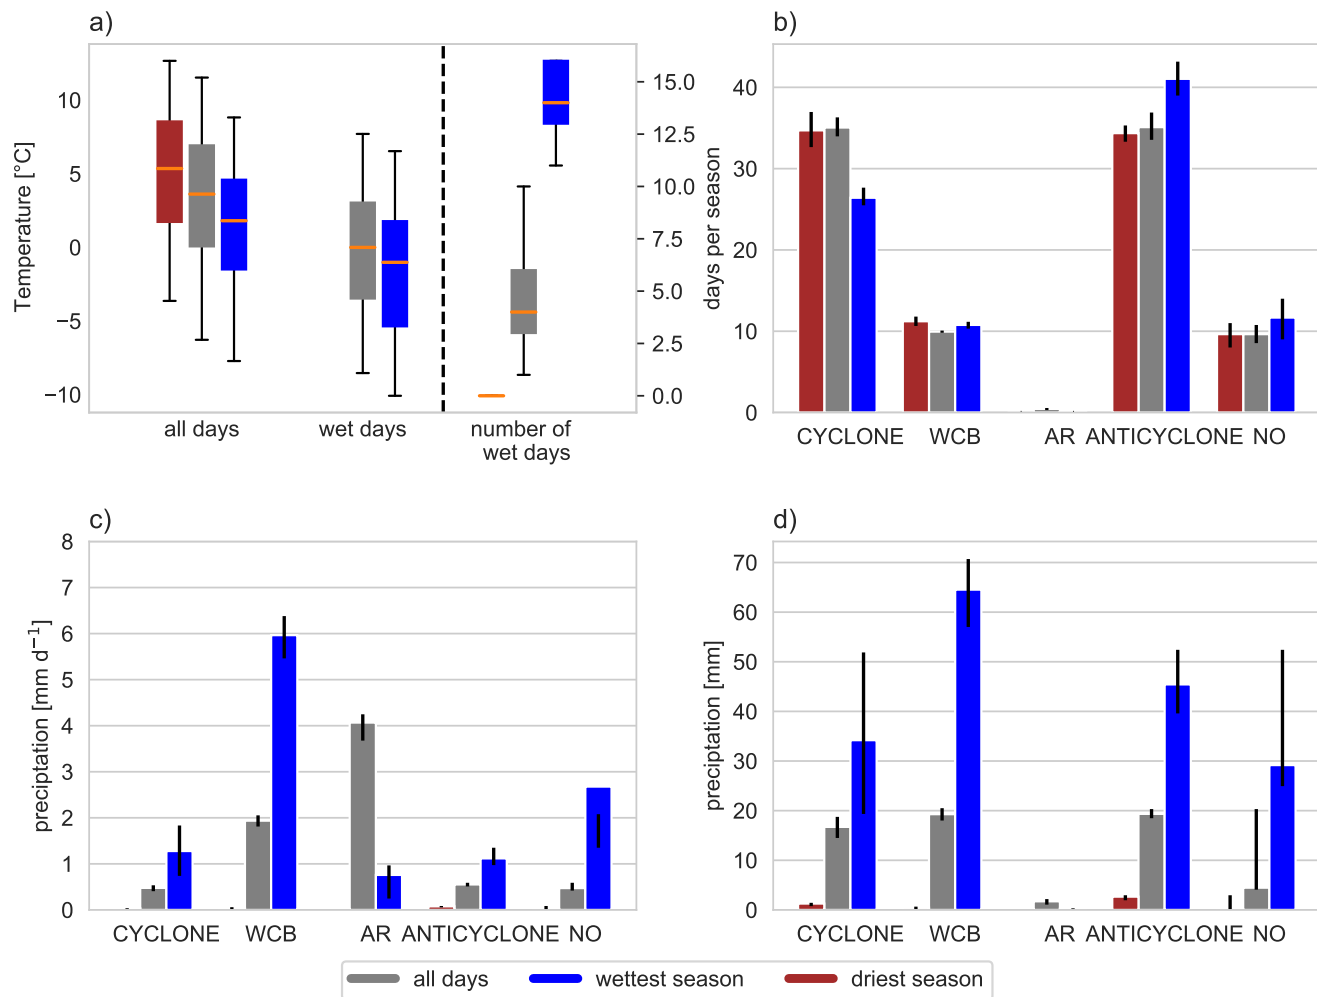 a)
Temperature [°C]
10
5
0
−5
−10
15.0
12.5
10.0
7.5
5.0
2.5
0.0
all days
wet days
number of
wet days
b)
days per season
40
30
20
10
0
CYCLONE
WCB
AR
ANTICYCLONE
NO
c)
preciptation [mm d⁻¹]
8
7
6
5
4
3
2
1
0
CYCLONE
WCB
AR
ANTICYCLONE
NO
d)
preciptation [mm]
70
60
50
40
30
20
10
0
CYCLONE
WCB
AR
ANTICYCLONE
NO
all days
wettest season
driest season